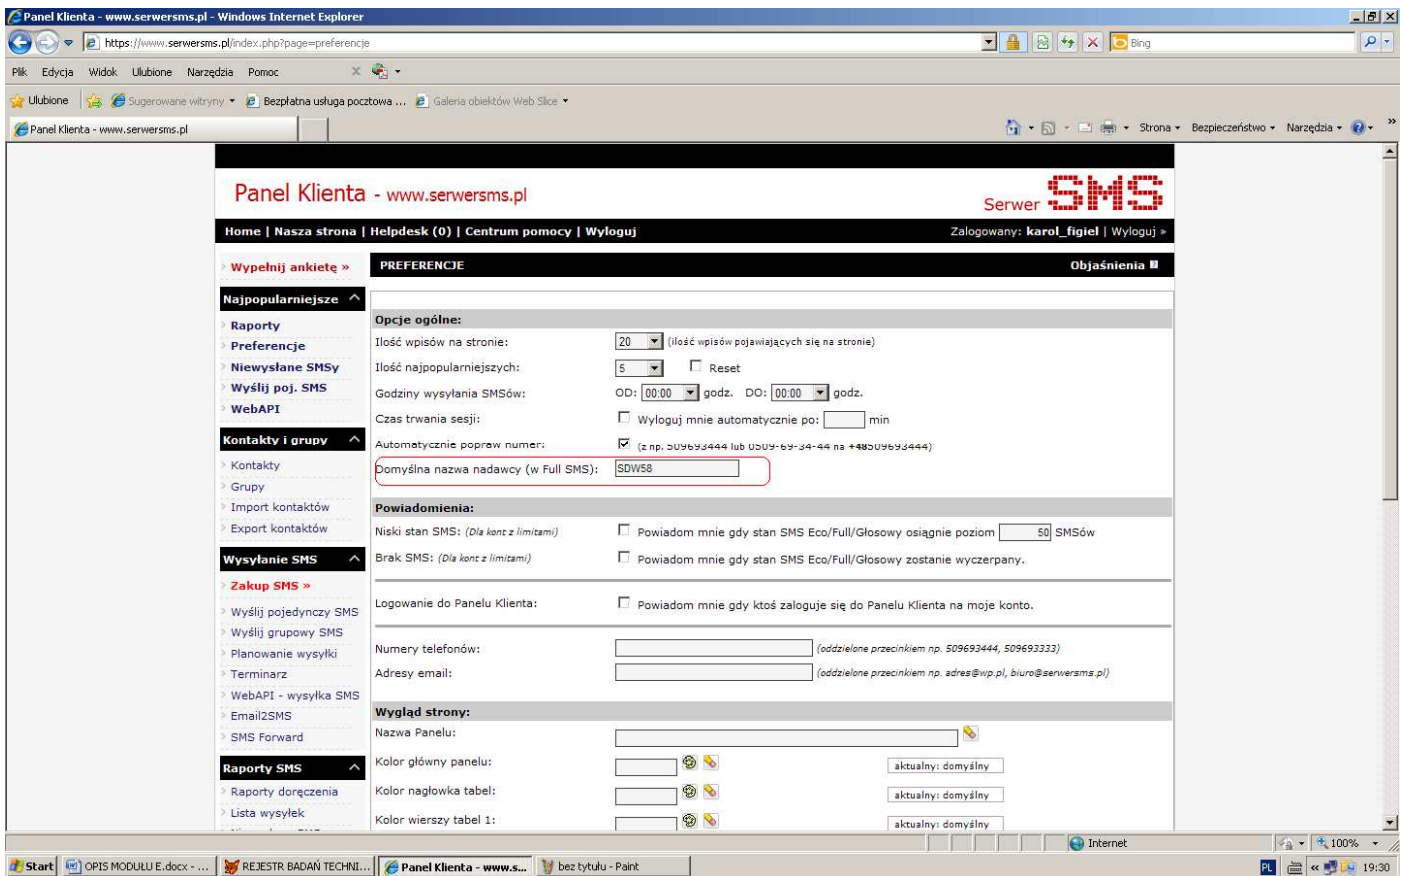 Panel Klienta - www.serwersms.pl - Windows Internet Explorer
https://www.serwersms.pl/index.php?page=preferencje
Bing
Plik Edycja Widok Ulubione Narzędzia Pomoc
Ulubione Sugerowane witryny Bezpłatna usługa pocztowa ... Galeria obiektów Web Slice
Panel Klienta - www.serwersms.pl
Strona Bezpieczeństwo Narzędzia
Panel Klienta - www.serwersms.pl
Serwer SMS
Home | Nasza strona | Helpdesk (0) | Centrum pomocy | Wyloguj
Zalogowany: karol_figiel | Wyloguj »
Wypełnij ankietę »
Najpopularniejsze
Raporty
Preferencje
Niewysłane SMSy
Wyślij poj. SMS
WebAPI
Kontakty i grupy
Kontakty
Grupy
Import kontaktów
Export kontaktów
Wysyłanie SMS
Zakup SMS »
Wyślij pojedynczy SMS
Wyślij grupowy SMS
Planowanie wysyłki
Terminarz
WebAPI - wysyłka SMS
Email2SMS
SMS Forward
Raporty SMS
Raporty doręczenia
Lista wysyłek
PREFERENCJE
Objaśnienia
Opcje ogólne:
Ilość wpisów na stronie: 20 (ilość wpisów pojawiających się na stronie)
Ilość najpopularniejszych: 5 Reset
Godziny wysyłania SMSów: OD: 00:00 godz. DO: 00:00 godz.
Czas trwania sesji: Wyloguj mnie automatycznie po: min
Automatycznie popraw numer: (z np. 509693444 lub 0509-69-34-44 na +48509693444)
Domyślna nazwa nadawcy (w Full SMS): SDW58
Powiadomienia:
Niski stan SMS: (Dla kont z limitami) Powiadom mnie gdy stan SMS Eco/Full/Głosowy osiągnie poziom 50 SMSów
Brak SMS: (Dla kont z limitami) Powiadom mnie gdy stan SMS Eco/Full/Głosowy zostanie wyczerpany.
Logowanie do Panelu Klienta: Powiadom mnie gdy ktoś zaloguje się do Panelu Klienta na moje konto.
Numery telefonów: (oddzielone przecinkiem np. 509693444, 509693333)
Adresy email: (oddzielone przecinkiem np. adres@wp.pl, biuro@serwersms.pl)
Wygląd strony:
Nazwa Panelu:
Kolor główny panelu: aktualny: domyślny
Kolor nagłowka tabel: aktualny: domyślny
Kolor wierszy tabel 1: aktualny: domyślny
Internet
100%
Start OPIS MODUŁU E.docx - ... REJESTR BADAŃ TECHNI... Panel Klienta - www.s... bez tytułu - Paint
PL « 19:30